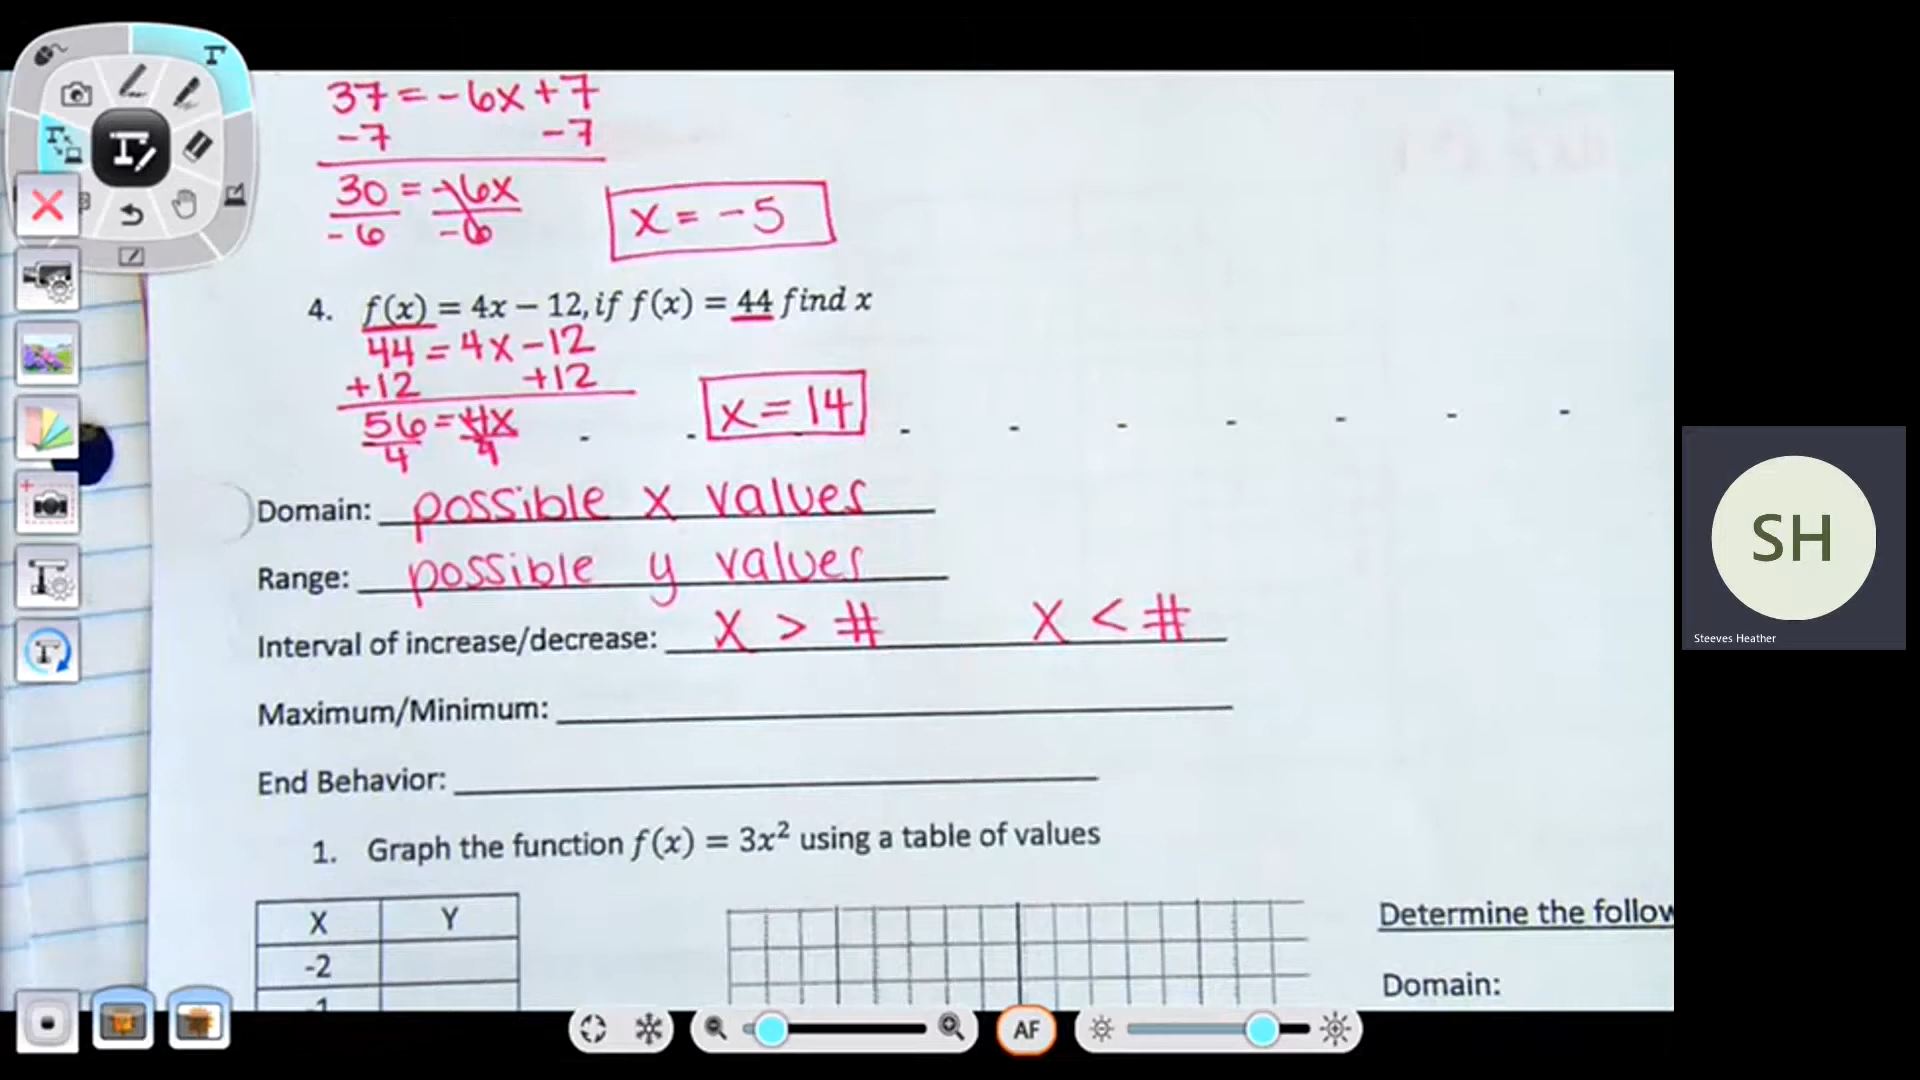 37 = -6x + 7
-7 -7
30 = -6x
-6 -6
x = -5
4. f(x) = 4x − 12, if f(x) = 44 find x
44 = 4x - 12
+12 +12
56 = 4x
4 4
x = 14
Domain: possible x values
Range: possible y values
Interval of increase/decrease: x > # x < #
Maximum/Minimum:
End Behavior:
1. Graph the function f(x) = 3x² using a table of values
X Y
-2
-1
Determine the follow
Domain:
SH
Steeves Heather
AF